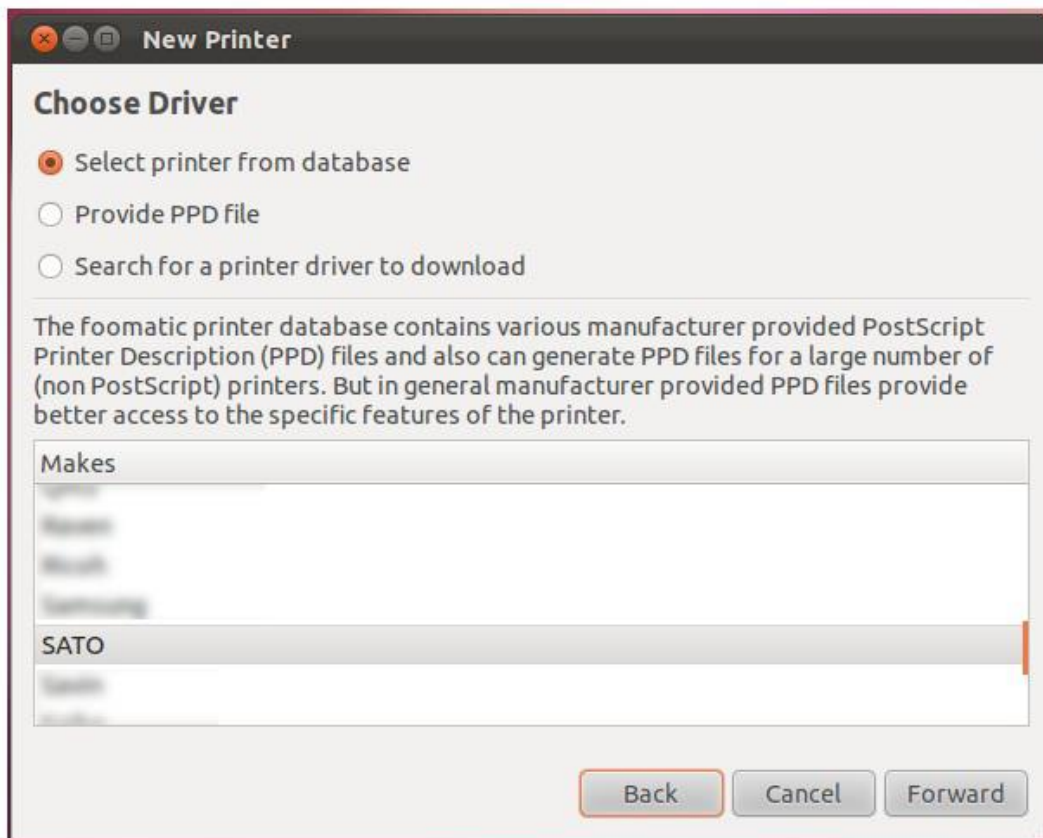 New Printer
Choose Driver
Select printer from database
Provide PPD file
Search for a printer driver to download
The foomatic printer database contains various manufacturer provided PostScript
Printer Description (PPD) files and also can generate PPD files for a large number of
(non PostScript) printers. But in general manufacturer provided PPD files provide
better access to the specific features of the printer.
Makes
SATO
Back Cancel Forward